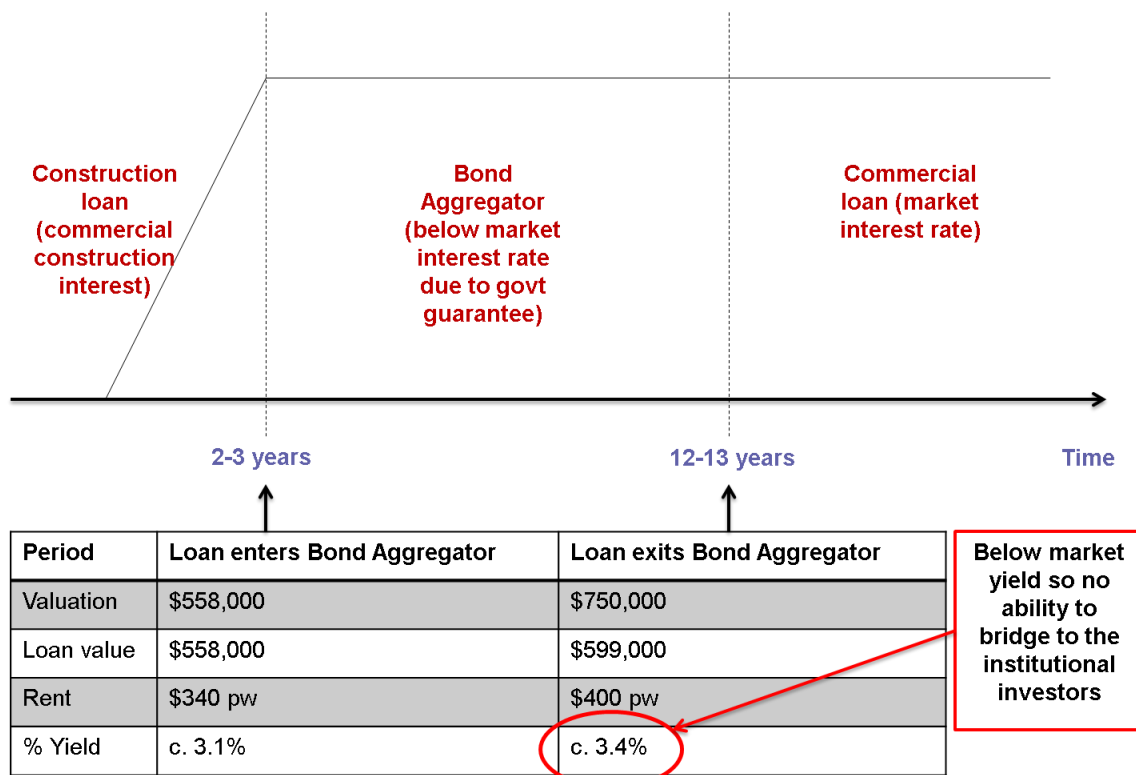 Construction
loan
(commercial
construction
interest)
Bond
Aggregator
(below market
interest rate
due to govt
guarantee)
Commercial
loan (market
interest rate)
2-3 years
12-13 years
Time
Period
Loan enters Bond Aggregator
Loan exits Bond Aggregator
Valuation
$558,000
$750,000
Loan value
$558,000
$599,000
Rent
$340 pw
$400 pw
% Yield
c. 3.1%
c. 3.4%
Below market
yield so no
ability to
bridge to the
institutional
investors